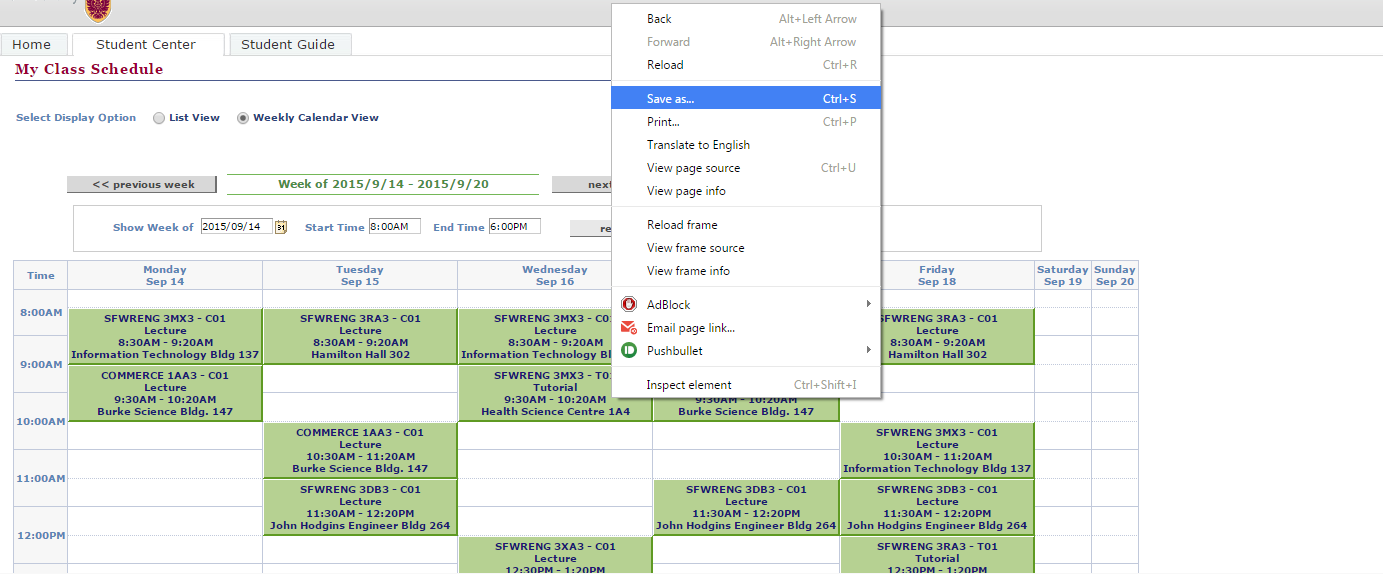 Home
Student Center
Student Guide
My Class Schedule
Select Display Option
List View
Weekly Calendar View
<< previous week
Week of 2015/9/14 - 2015/9/20
next
Show Week of
2015/09/14
Start Time
8:00AM
End Time
6:00PM
re
Time
Monday
Sep 14
Tuesday
Sep 15
Wednesday
Sep 16
Friday
Sep 18
Saturday
Sep 19
Sunday
Sep 20
8:00AM
SFWRENG 3MX3 - C01
Lecture
8:30AM - 9:20AM
Information Technology Bldg 137
SFWRENG 3RA3 - C01
Lecture
8:30AM - 9:20AM
Hamilton Hall 302
SFWRENG 3MX3 - C01
Lecture
8:30AM - 9:20AM
Information Technology Bl
SFWRENG 3RA3 - C01
Lecture
8:30AM - 9:20AM
Hamilton Hall 302
9:00AM
COMMERCE 1AA3 - C01
Lecture
9:30AM - 10:20AM
Burke Science Bldg. 147
SFWRENG 3MX3 - T0
Tutorial
9:30AM - 10:20AM
Health Science Centre 1A4
9:30AM - 10:20AM
Burke Science Bldg. 147
10:00AM
COMMERCE 1AA3 - C01
Lecture
10:30AM - 11:20AM
Burke Science Bldg. 147
SFWRENG 3MX3 - C01
Lecture
10:30AM - 11:20AM
Information Technology Bldg 137
11:00AM
SFWRENG 3DB3 - C01
Lecture
11:30AM - 12:20PM
John Hodgins Engineer Bldg 264
SFWRENG 3DB3 - C01
Lecture
11:30AM - 12:20PM
John Hodgins Engineer Bldg 264
SFWRENG 3DB3 - C01
Lecture
11:30AM - 12:20PM
John Hodgins Engineer Bldg 264
12:00PM
SFWRENG 3XA3 - C01
Lecture
12:30PM - 1:20PM
SFWRENG 3RA3 - T01
Tutorial
12:30PM - 1:20PM
Back Alt+Left Arrow
Forward Alt+Right Arrow
Reload Ctrl+R
Save as... Ctrl+S
Print... Ctrl+P
Translate to English
View page source Ctrl+U
View page info
Reload frame
View frame source
View frame info
AdBlock
Email page link...
Pushbullet
Inspect element Ctrl+Shift+I